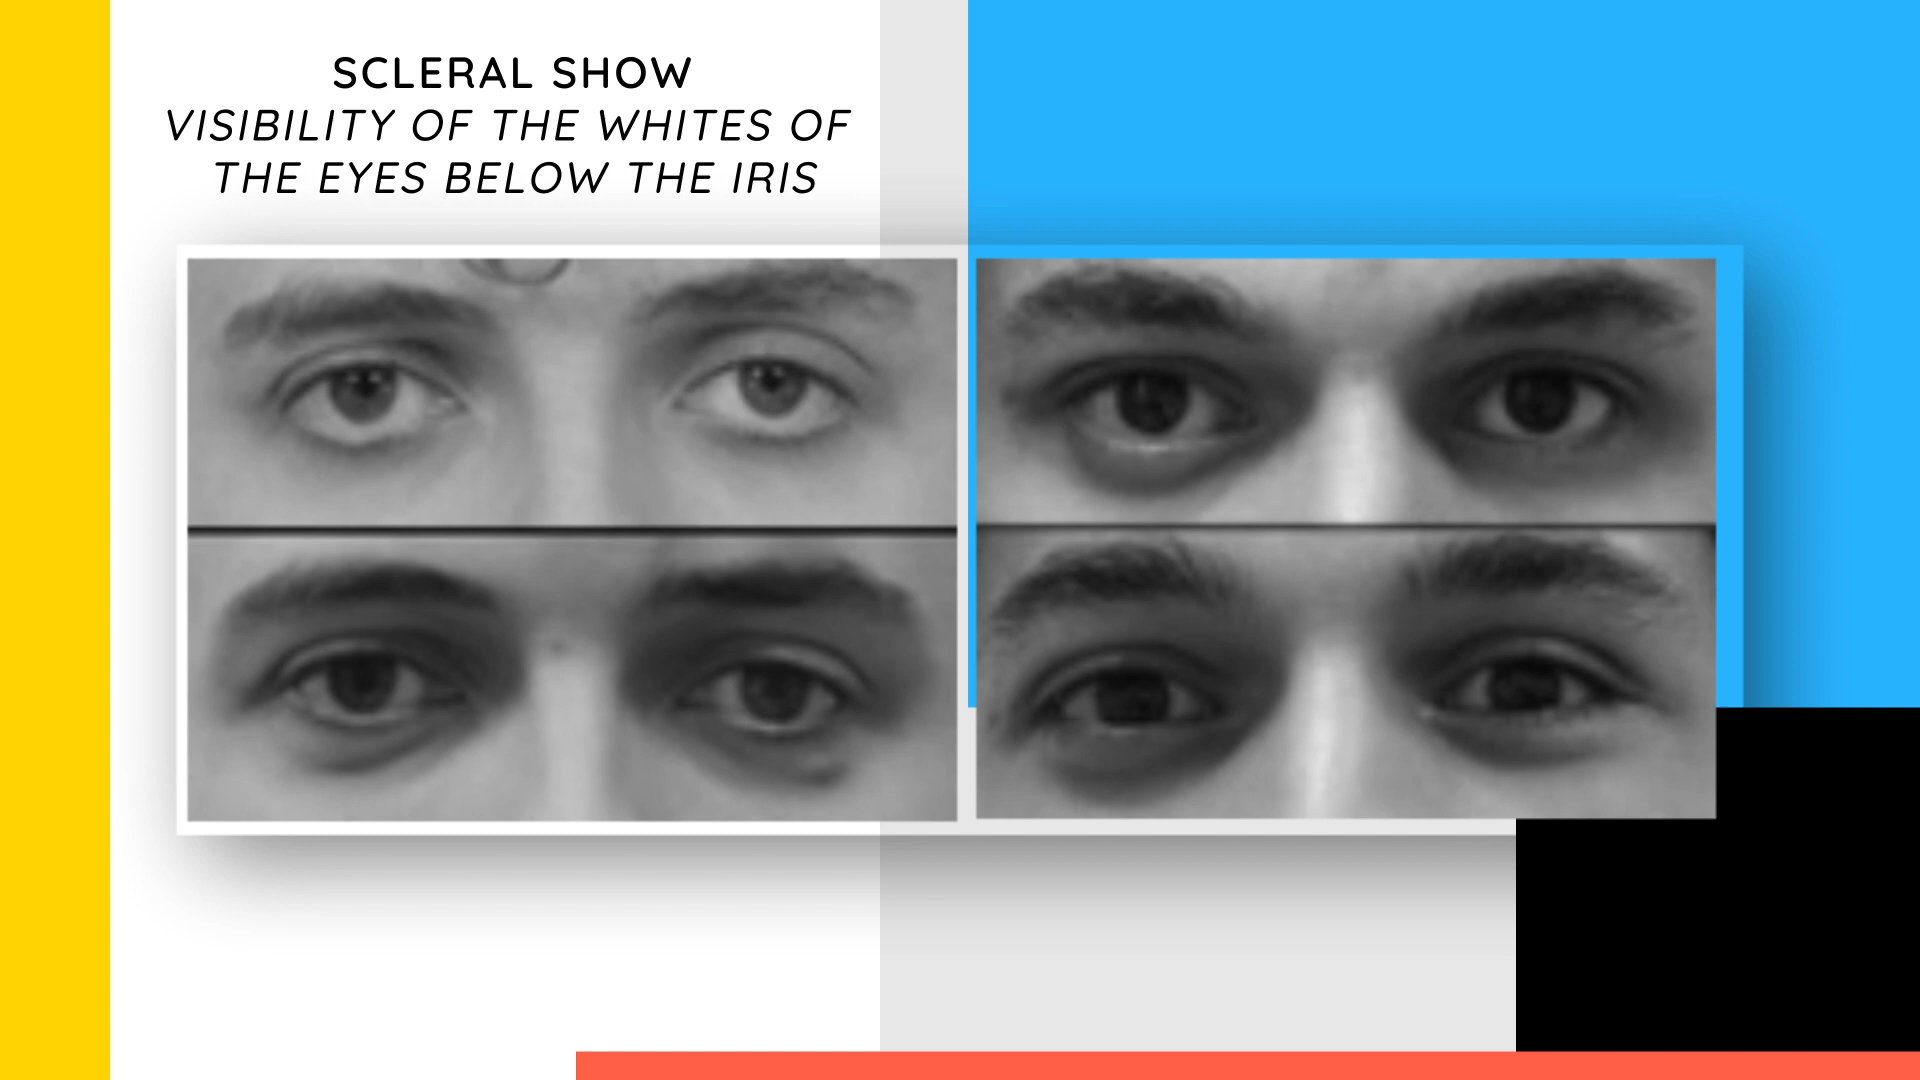 SCLERAL SHOW
VISIBILITY OF THE WHITES OF
THE EYES BELOW THE IRIS